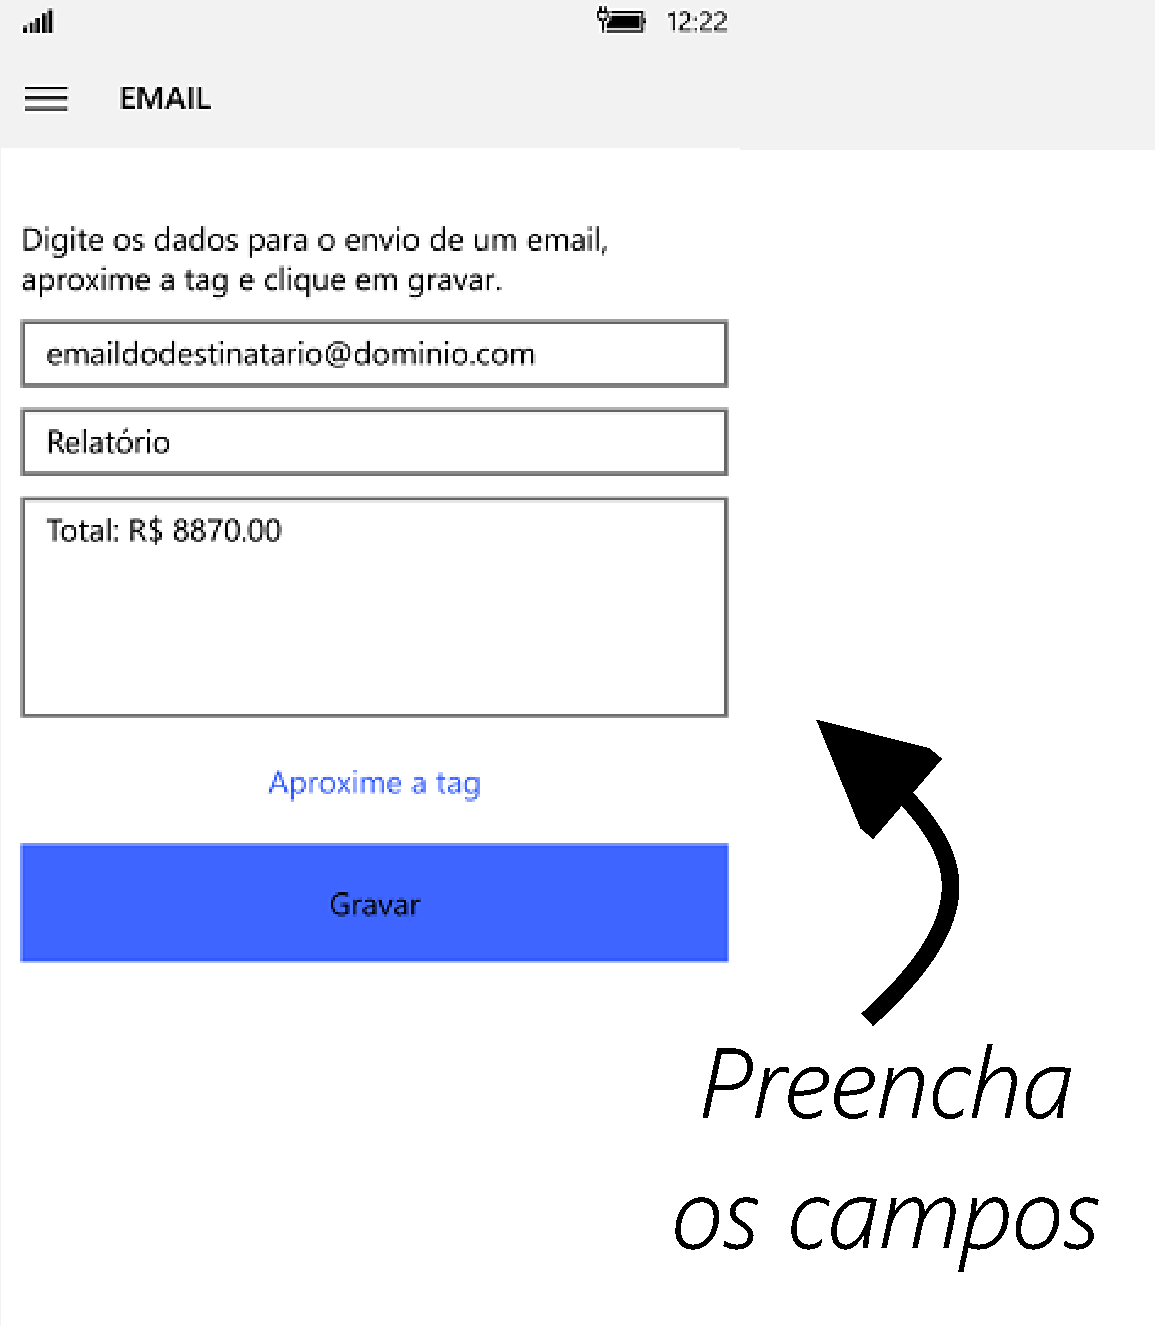 12:22
EMAIL
Digite os dados para o envio de um email,
aproxime a tag e clique em gravar.
emaildodestinatario@dominio.com
Relatório
Total: R$ 8870.00
Aproxime a tag
Gravar
Preencha
os campos